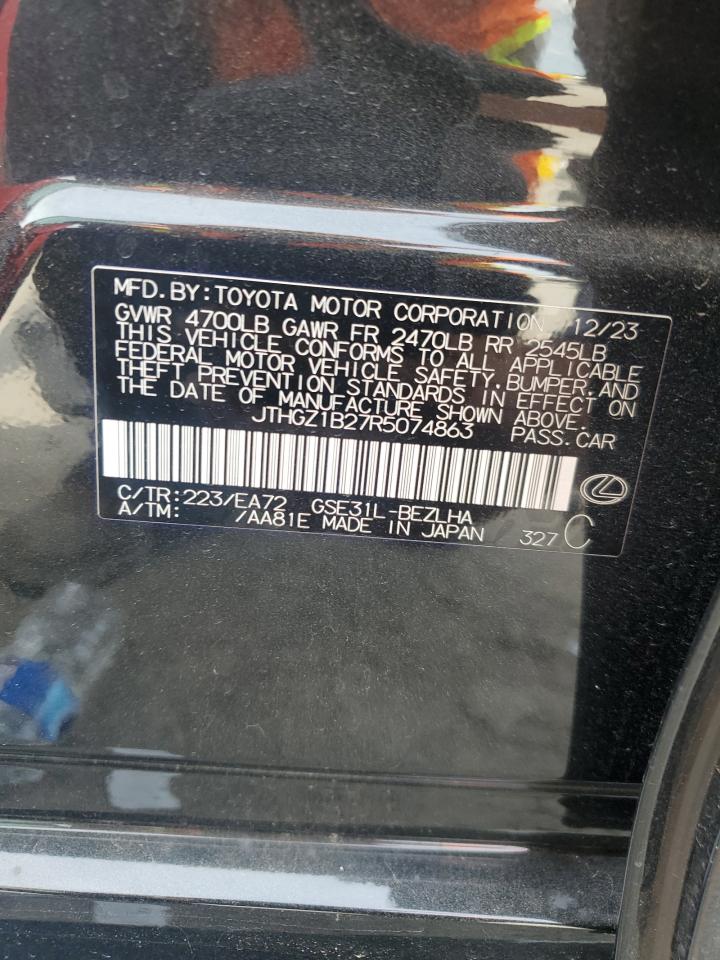 MFD.BY:TOYOTA MOTOR CORPORATION 12/23
GVWR 4700LB GAWR FR 2470LB RR 2545LB
THIS VEHICLE CONFORMS TO ALL APPLICABLE
FEDERAL MOTOR VEHICLE SAFETY,BUMPER,AND
THEFT PREVENTION STANDARDS IN EFFECT ON
THE DATE OF MANUFACTURE SHOWN ABOVE.
JTHGZ1B27R5074863 PASS.CAR
C/TR:223/EA72 GSE31L-BEZLHA
A/TM: /AA81E MADE IN JAPAN 327 C